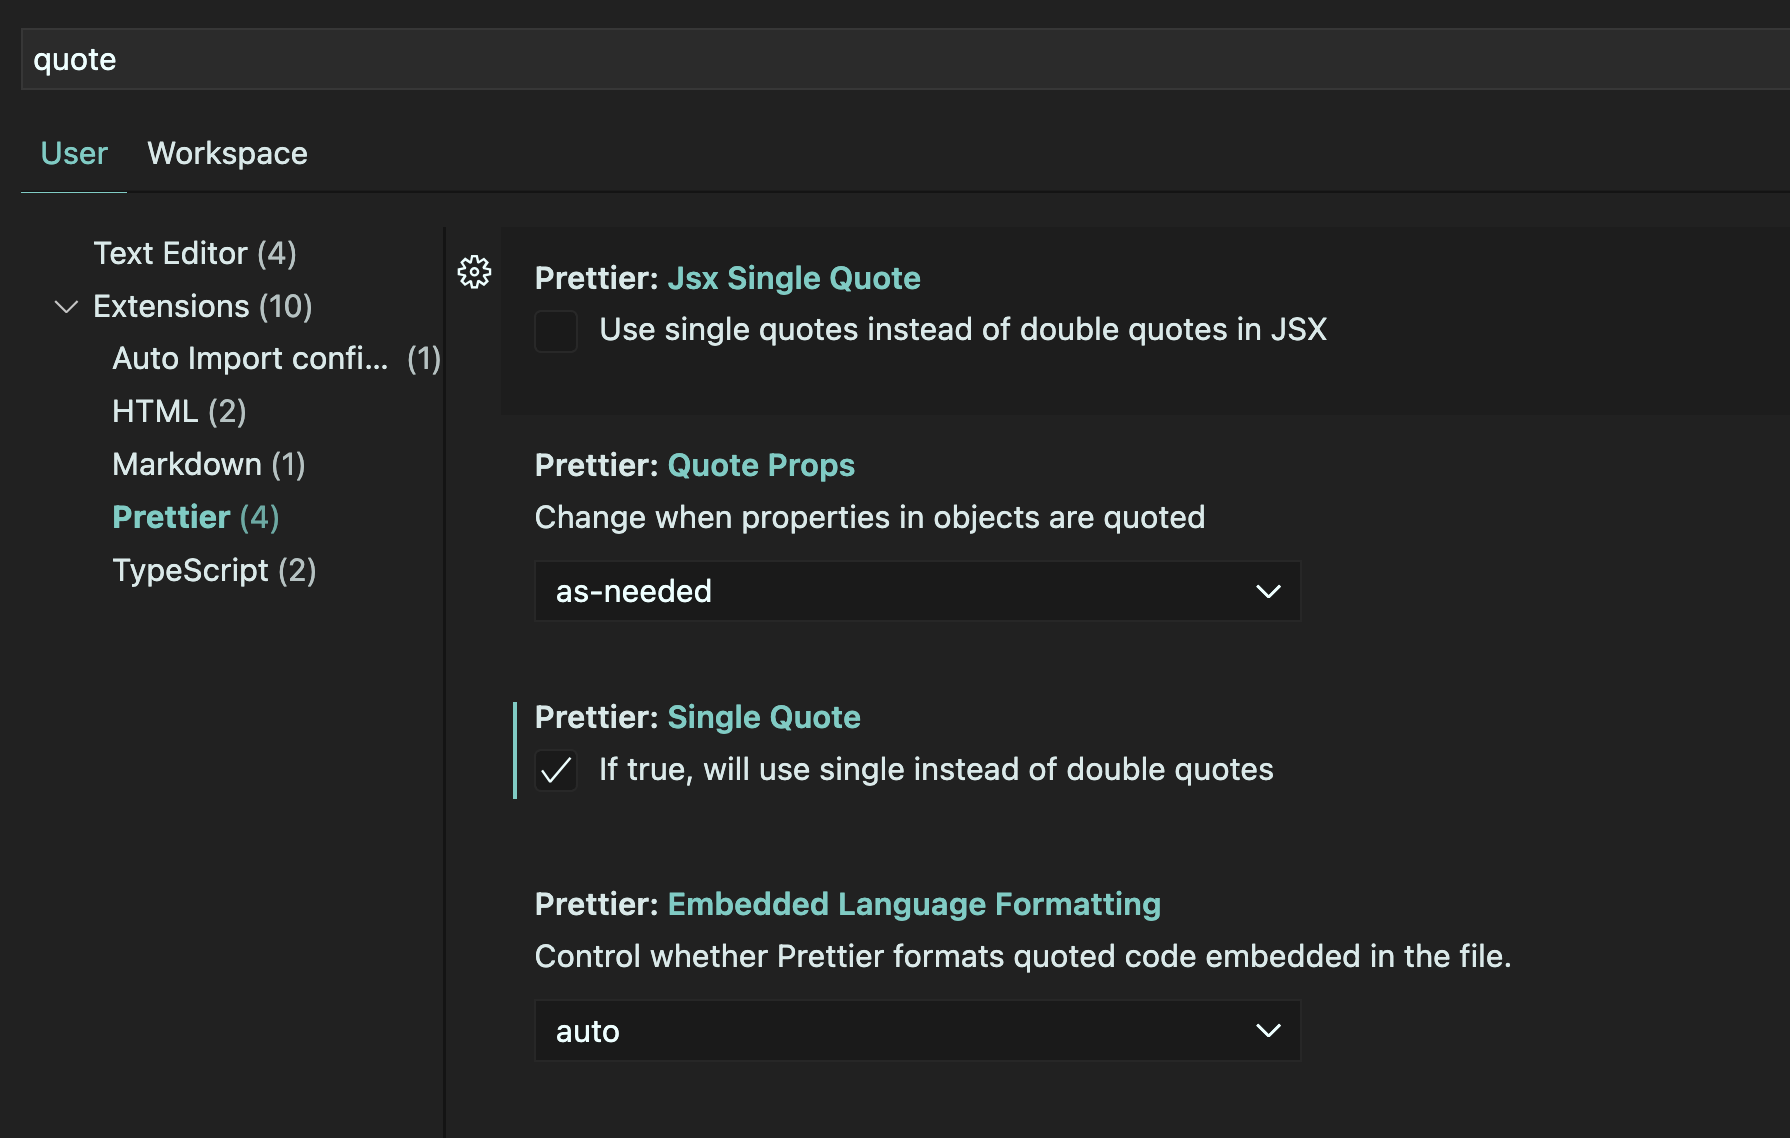 quote
User Workspace
Text Editor (4)
Extensions (10)
Auto Import confi... (1)
HTML (2)
Markdown (1)
Prettier (4)
TypeScript (2)
Prettier: Jsx Single Quote
Use single quotes instead of double quotes in JSX
Prettier: Quote Props
Change when properties in objects are quoted
as-needed
Prettier: Single Quote
If true, will use single instead of double quotes
Prettier: Embedded Language Formatting
Control whether Prettier formats quoted code embedded in the file.
auto